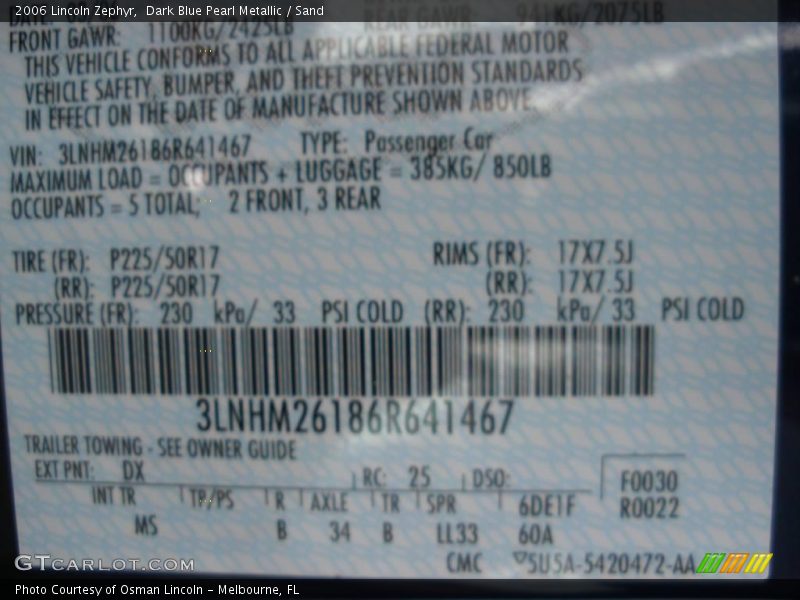 2006 Lincoln Zephyr,  Dark Blue Pearl Metallic / Sand
FRONT GAWR: 1100KG/2425LB
THIS VEHICLE CONFORMS TO ALL APPLICABLE FEDERAL MOTOR
VEHICLE SAFETY, BUMPER, AND THEFT PREVENTION STANDARDS
IN EFFECT ON THE DATE OF MANUFACTURE SHOWN ABOVE.
VIN: 3LNHM26186R641467 TYPE: Passenger Car
MAXIMUM LOAD = OCCUPANTS + LUGGAGE = 385KG/ 850LB
OCCUPANTS = 5 TOTAL; 2 FRONT, 3 REAR
TIRE (FR): P225/50R17 RIMS (FR): 17X7.5J
(RR): P225/50R17 (RR): 17X7.5J
PRESSURE (FR): 230 kPa/ 33 PSI COLD (RR): 230 kPa/ 33 PSI COLD
3LNHM26186R641467
TRAILER TOWING - SEE OWNER GUIDE
EXT PNT: DX RC: 25 DSO: F0030
INT TR TP/PS R AXLE TR SPR 6DE1F R0022
MS B 34 B LL33 60A
CMC 5U5A-5420472-AA
GTCARLOT.COM
Photo Courtesy of Osman Lincoln - Melbourne, FL